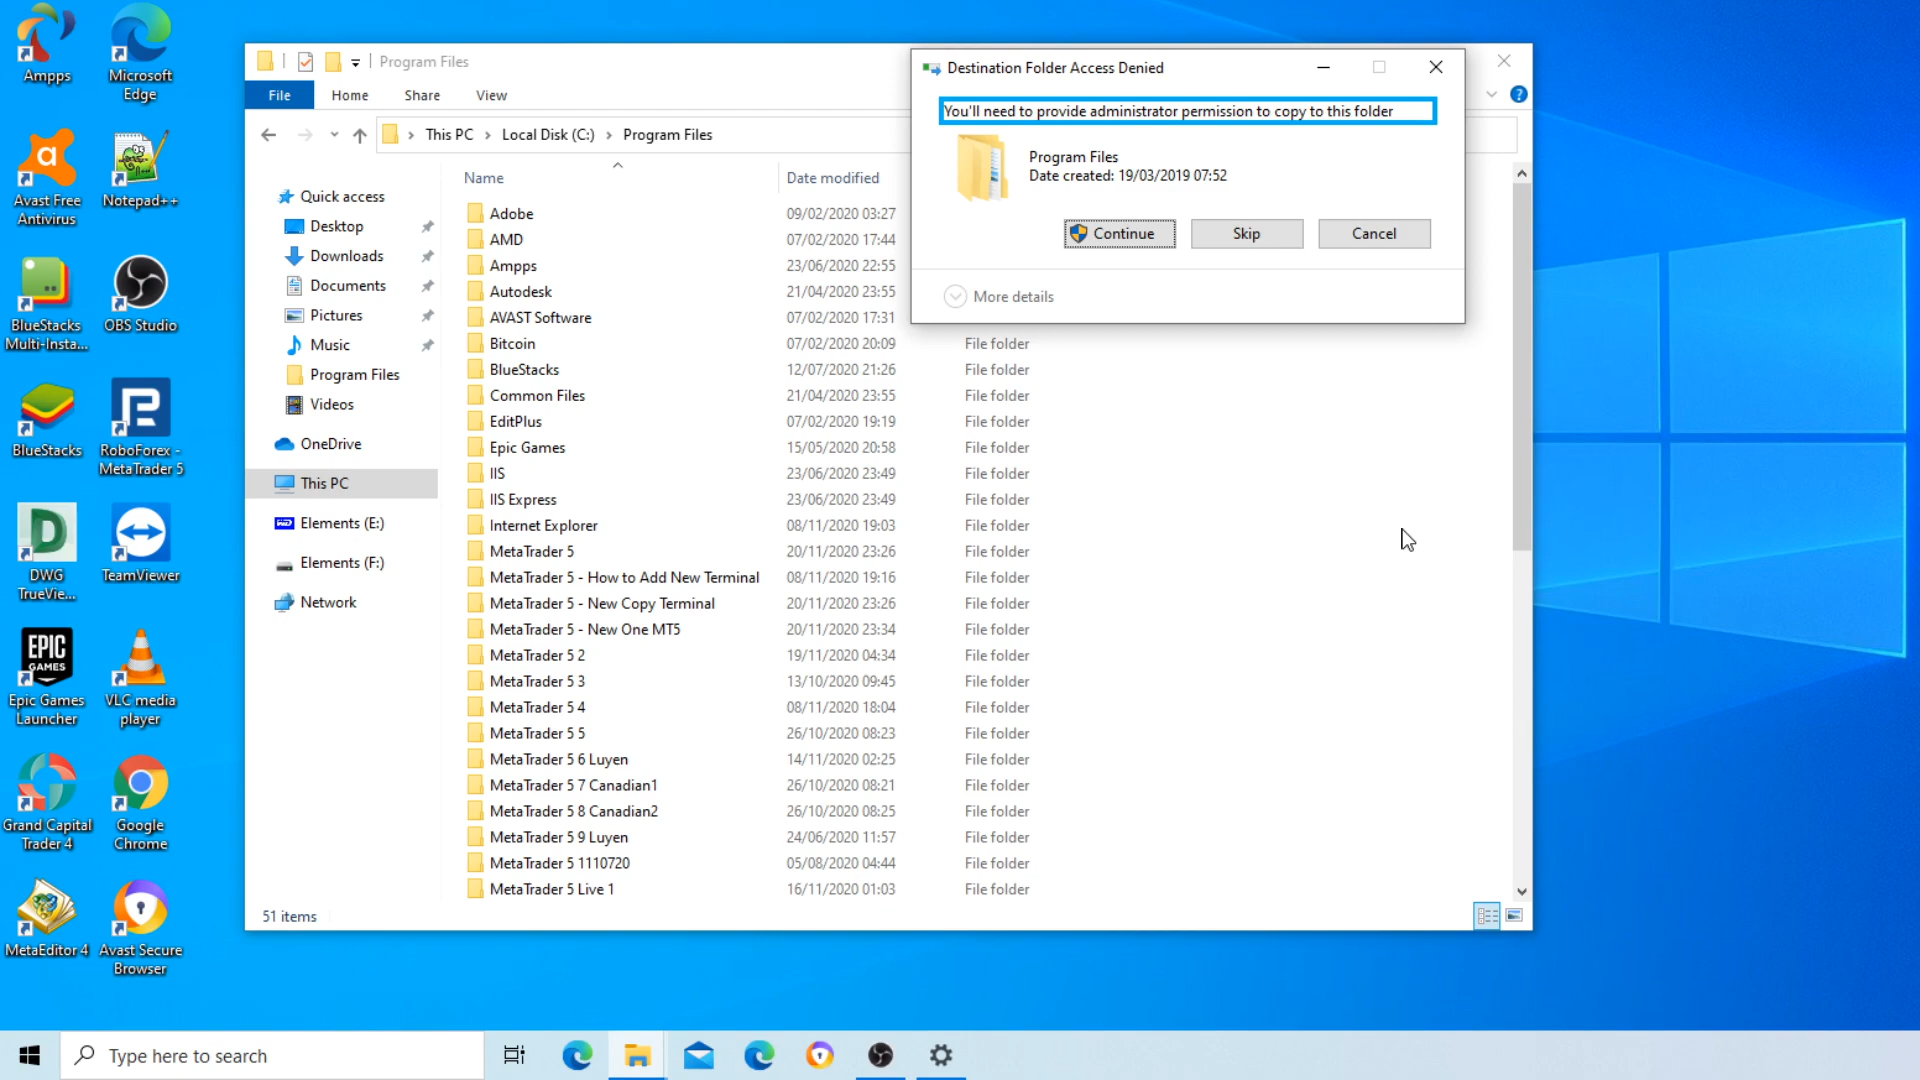 Ampps
Microsoft
Edge
Avast Free
Antivirus
Notepad++
BlueStacks
Multi-Insta...
OBS Studio
BlueStacks
RoboForex -
MetaTrader 5
DWG
TrueVie...
TeamViewer
Epic Games
Launcher
VLC media
player
Grand Capital
Trader 4
Google
Chrome
MetaEditor 4
Avast Secure
Browser
EPIC
GAMES
Program Files
File
Home
Share
View
This PC
Local Disk (C:)
Program Files
Quick access
Desktop
Downloads
Documents
Pictures
Music
Program Files
Videos
OneDrive
This PC
Elements (E:)
Elements (F:)
Network
Name
Date modified
Adobe 09/02/2020 03:27
AMD 07/02/2020 17:44
Ampps 23/06/2020 22:55
Autodesk 21/04/2020 23:55
AVAST Software 07/02/2020 17:31
Bitcoin 07/02/2020 20:09 File folder
BlueStacks 12/07/2020 21:26 File folder
Common Files 21/04/2020 23:55 File folder
EditPlus 07/02/2020 19:19 File folder
Epic Games 15/05/2020 20:58 File folder
IIS 23/06/2020 23:49 File folder
IIS Express 23/06/2020 23:49 File folder
Internet Explorer 08/11/2020 19:03 File folder
MetaTrader 5 20/11/2020 23:26 File folder
MetaTrader 5 - How to Add New Terminal 08/11/2020 19:16 File folder
MetaTrader 5 - New Copy Terminal 20/11/2020 23:26 File folder
MetaTrader 5 - New One MT5 20/11/2020 23:34 File folder
MetaTrader 5 2 19/11/2020 04:34 File folder
MetaTrader 5 3 13/10/2020 09:45 File folder
MetaTrader 5 4 08/11/2020 18:04 File folder
MetaTrader 5 5 26/10/2020 08:23 File folder
MetaTrader 5 6 Luyen 14/11/2020 02:25 File folder
MetaTrader 5 7 Canadian1 26/10/2020 08:21 File folder
MetaTrader 5 8 Canadian2 26/10/2020 08:25 File folder
MetaTrader 5 9 Luyen 24/06/2020 11:57 File folder
MetaTrader 5 1110720 05/08/2020 04:44 File folder
MetaTrader 5 Live 1 16/11/2020 01:03 File folder
51 items
Destination Folder Access Denied
You'll need to provide administrator permission to copy to this folder
Program Files
Date created: 19/03/2019 07:52
Continue
Skip
Cancel
More details
Type here to search